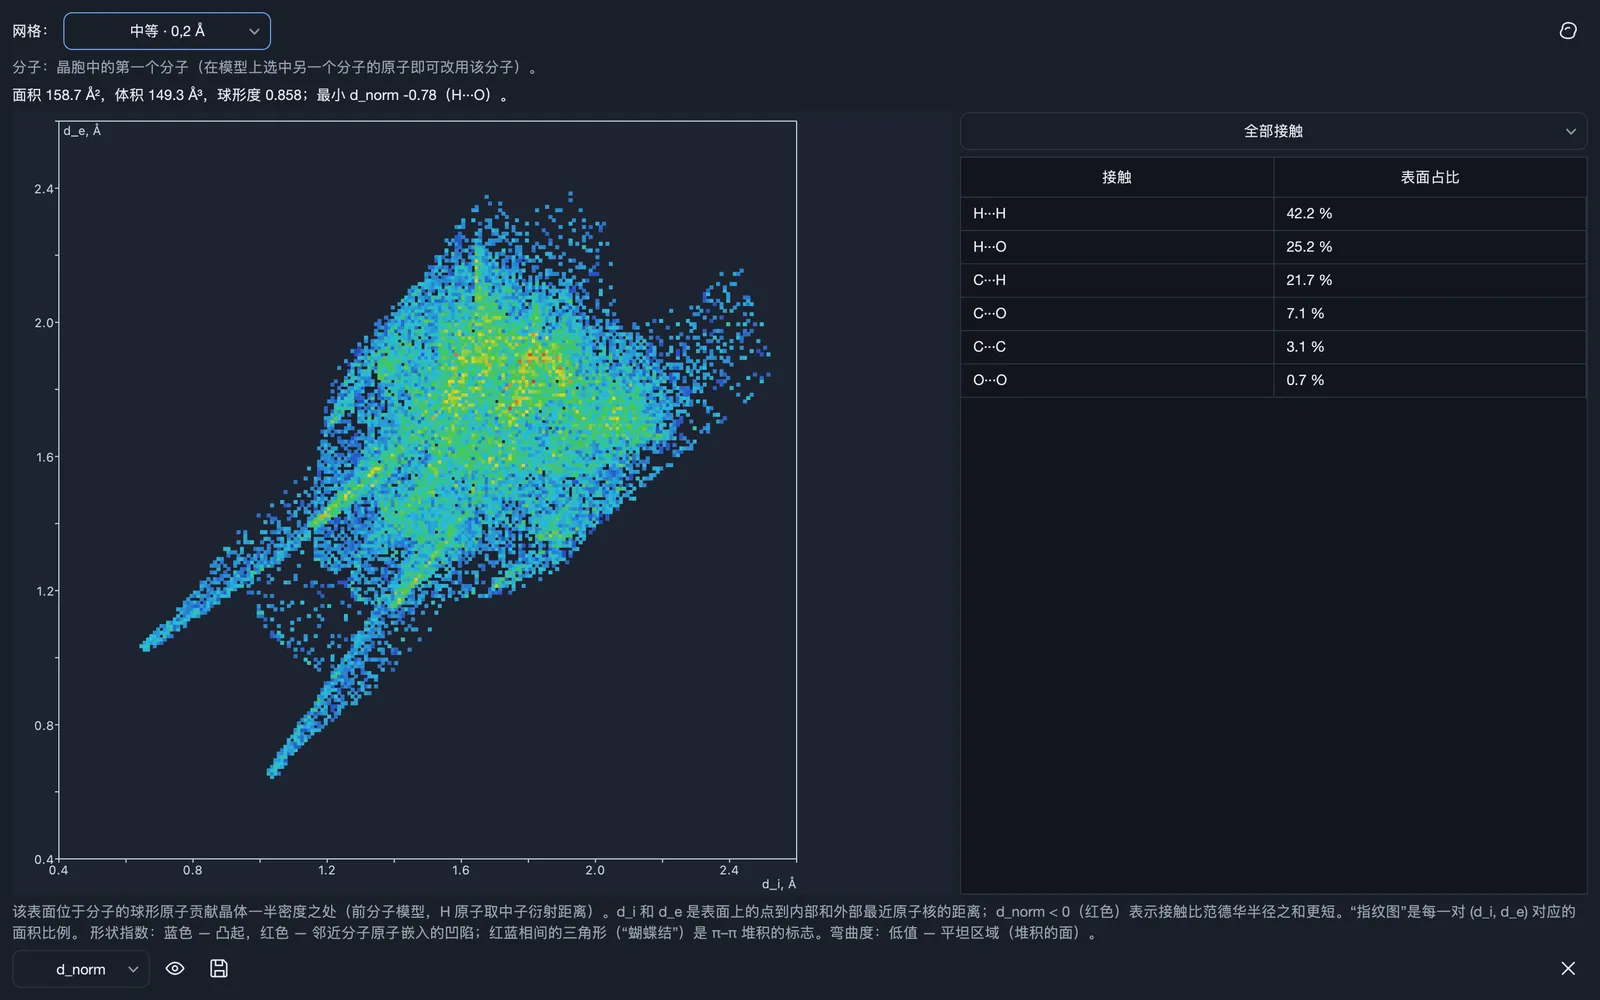 网格：
中等 · 0,2 Å
分子：晶胞中的第一个分子（在模型上选中另一个分子的原子即可改用该分子）。
面积 158.7 Å²，体积 149.3 Å³，球形度 0.858；最小 d_norm -0.78（H···O）。
d_e, Å
2.4
2.0
1.6
1.2
0.8
0.4
0.4 0.8 1.2 1.6 2.0 2.4
d_i, Å
全部接触
接触 表面占比
H···H 42.2 %
H···O 25.2 %
C···H 21.7 %
C···O 7.1 %
C···C 3.1 %
O···O 0.7 %
该表面位于分子的球形原子贡献晶体一半密度之处（前分子模型，H 原子取中子衍射距离）。d_i 和 d_e 是表面上的点到内部和外部最近原子核的距离；d_norm < 0（红色）表示接触比范德华半径之和更短。“指纹图”是每一对 (d_i, d_e) 对应的
面积比例。 形状指数：蓝色 — 凸起，红色 — 邻近分子原子嵌入的凹陷；红蓝相间的三角形（“蝴蝶结”）是 π–π 堆积的标志。弯曲度：低值 — 平坦区域（堆积的面）。
d_norm